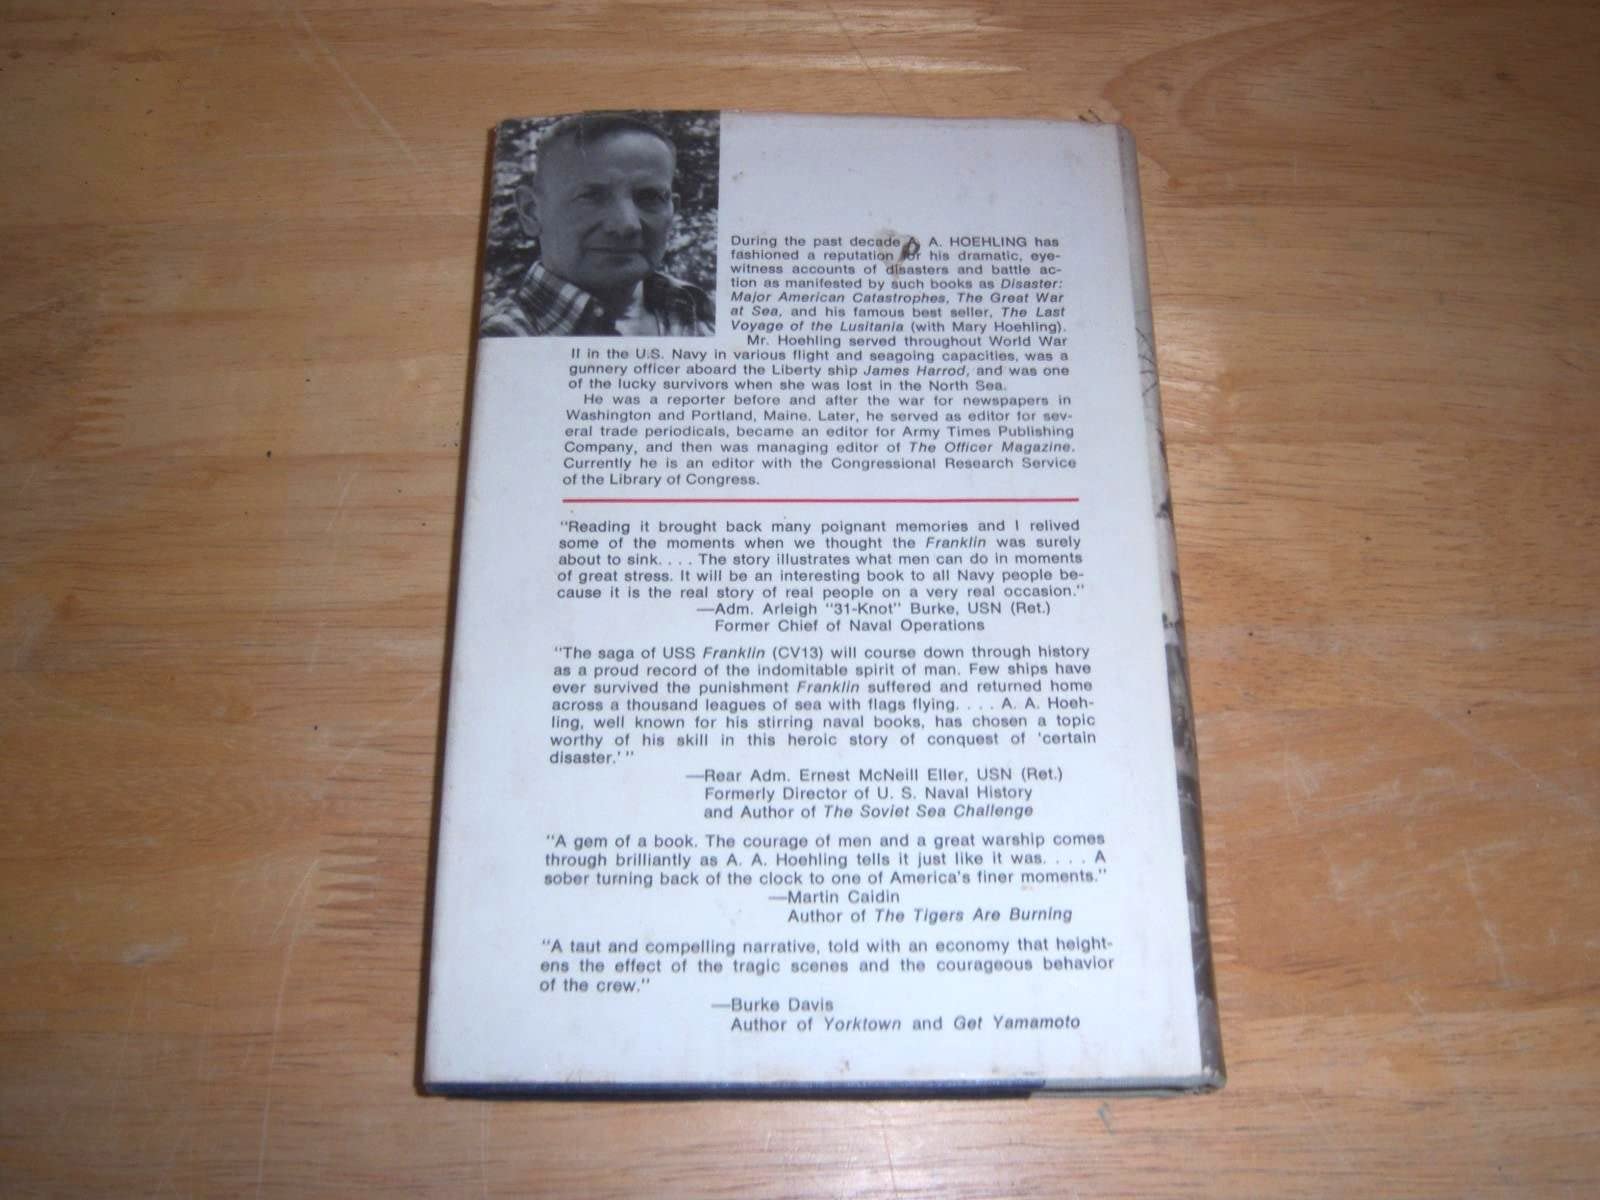 During the past decade A. A. HOEHLING has
fashioned a reputation for his dramatic, eye-
witness accounts of disasters and battle ac-
tion as manifested by such books as Disaster:
Major American Catastrophes, The Great War
at Sea, and his famous best seller, The Last
Voyage of the Lusitania (with Mary Hoehling).
Mr. Hoehling served throughout World War
II in the U.S. Navy in various flight and seagoing capacities, was a
gunnery officer aboard the Liberty ship James Harrod, and was one
of the lucky survivors when she was lost in the North Sea.
He was a reporter before and after the war for newspapers in
Washington and Portland, Maine. Later, he served as editor for sev-
eral trade periodicals, became an editor for Army Times Publishing
Company, and then was managing editor of The Officer Magazine.
Currently he is an editor with the Congressional Research Service
of the Library of Congress.
"Reading it brought back many poignant memories and I relived
some of the moments when we thought the Franklin was surely
about to sink. . . . The story illustrates what men can do in moments
of great stress. It will be an interesting book to all Navy people be-
cause it is the real story of real people on a very real occasion."
—Adm. Arleigh "31-Knot" Burke, USN (Ret.)
Former Chief of Naval Operations
"The saga of USS Franklin (CV13) will course down through history
as a proud record of the indomitable spirit of man. Few ships have
ever survived the punishment Franklin suffered and returned home
across a thousand leagues of sea with flags flying. . . . A. A. Hoeh-
ling, well known for his stirring naval books, has chosen a topic
worthy of his skill in this heroic story of conquest of 'certain
disaster.' "
—Rear Adm. Ernest McNeill Eller, USN (Ret.)
Formerly Director of U. S. Naval History
and Author of The Soviet Sea Challenge
"A gem of a book. The courage of men and a great warship comes
through brilliantly as A. A. Hoehling tells it just like it was. . . . A
sober turning back of the clock to one of America's finer moments."
—Martin Caidin
Author of The Tigers Are Burning
"A taut and compelling narrative, told with an economy that height-
ens the effect of the tragic scenes and the courageous behavior
of the crew."
—Burke Davis
Author of Yorktown and Get Yamamoto